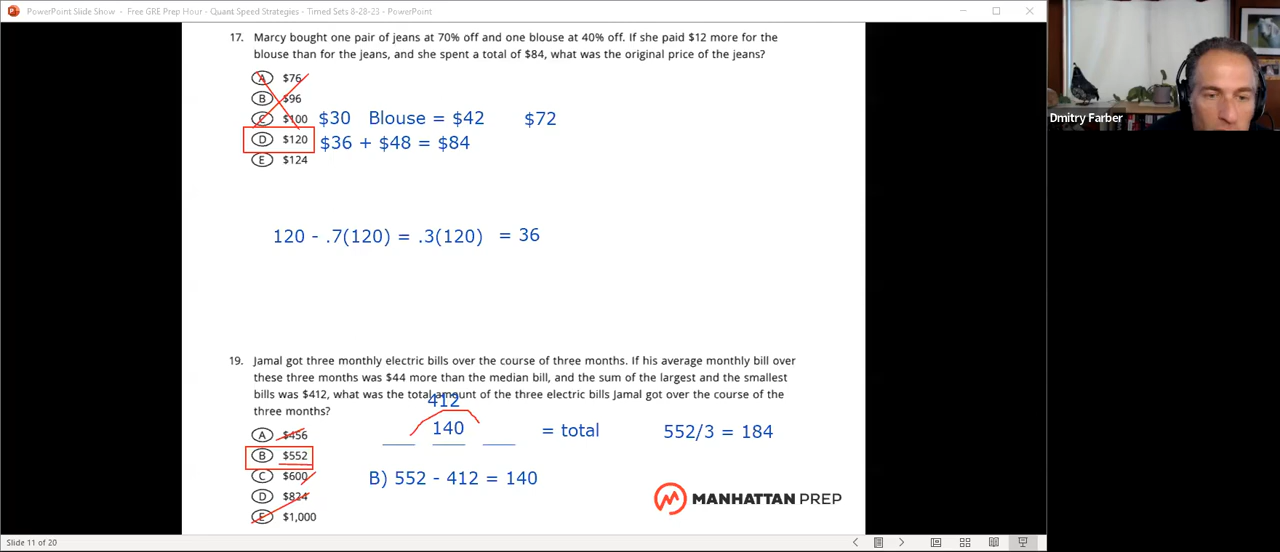 PowerPoint Slide Show - Free GRE Prep Hour - Quant Speed Strategies - Timed Sets 8-28-23 - PowerPoint
17. Marcy bought one pair of jeans at 70% off and one blouse at 40% off. If she paid $12 more for the
blouse than for the jeans, and she spent a total of $84, what was the original price of the jeans?
A $76
B $96
C $100 $30 Blouse = $42 $72
D $120 $36 + $48 = $84
E $124
120 - .7(120) = .3(120) = 36
19. Jamal got three monthly electric bills over the course of three months. If his average monthly bill over
these three months was $44 more than the median bill, and the sum of the largest and the smallest
bills was $412, what was the total amount of the three electric bills Jamal got over the course of the
three months?
412
A $456 140 = total 552/3 = 184
B $552
C $600 B) 552 - 412 = 140
D $824
E $1,000
MANHATTAN PREP
Slide 11 of 20
Dmitry Farber